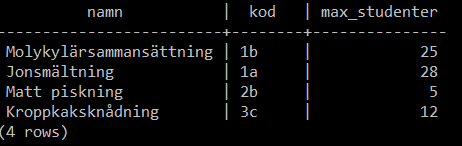 namn | kod | max_studenter
-----------------------+-------+---------------
Molykylärsammansättning | 1b | 25
Jonsmältning | 1a | 28
Matt piskning | 2b | 5
Kroppkaksknådning | 3c | 12
(4 rows)